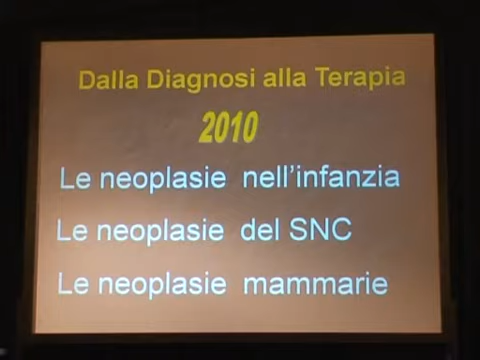 Dalla Diagnosi alla Terapia
2010
Le neoplasie nell'infanzia
Le neoplasie del SNC
Le neoplasie mammarie